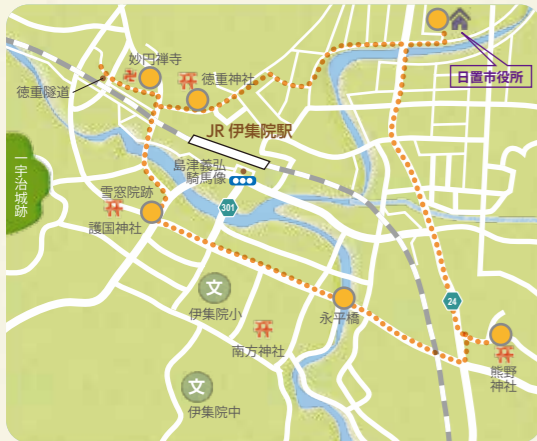 日置市役所
妙円禅寺
徳重神社
徳重隧道
JR 伊集院駅
島津義弘
騎馬像
一宇治城跡
雪窓院跡
護国神社
301
文
伊集院小
永平橋
24
南方神社
熊野
神社
文
伊集院中